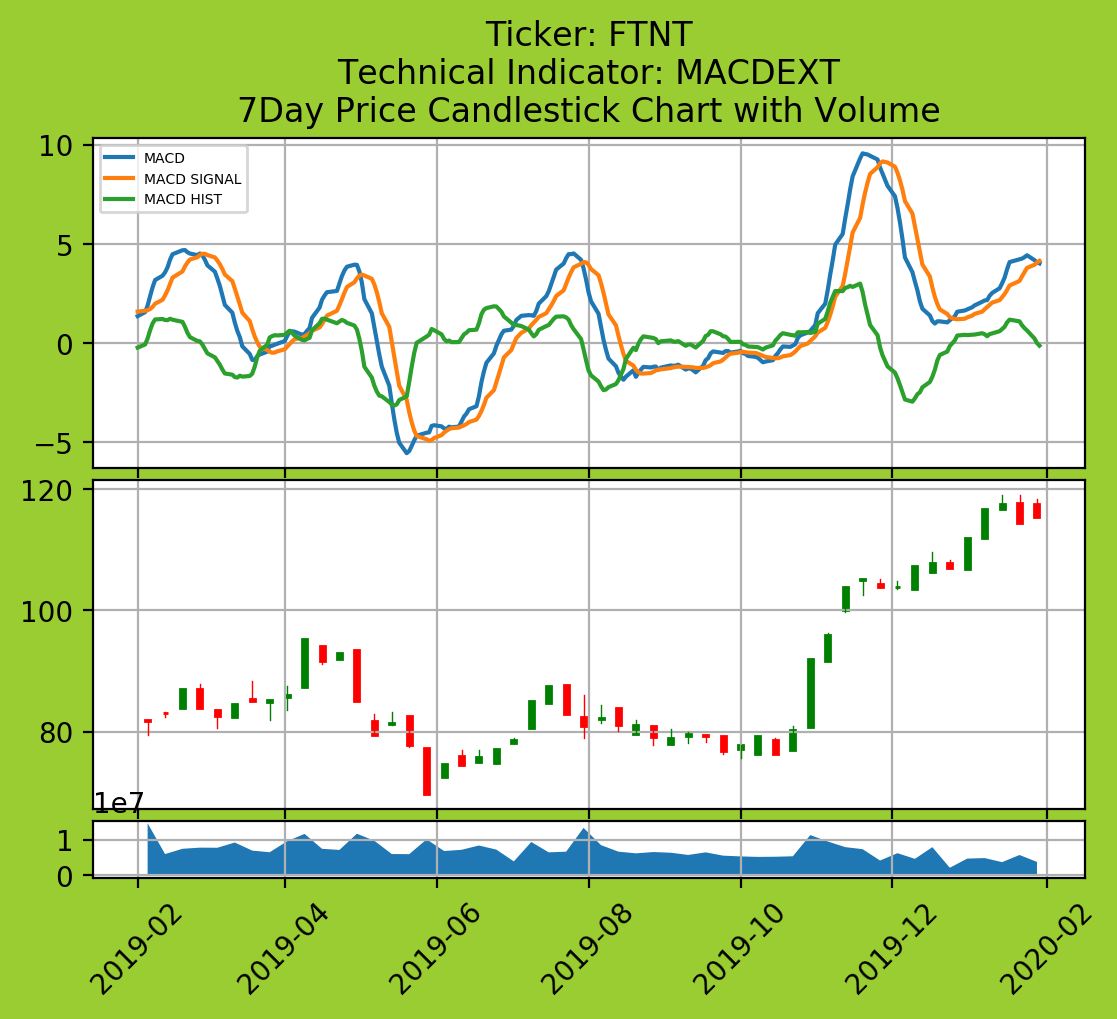 Ticker: FTNT
Technical Indicator: MACDEXT
7Day Price Candlestick Chart with Volume
10
5
0
−5
MACD
MACD SIGNAL
MACD HIST
120
100
80
1e7
1
0
2019-02
2019-04
2019-06
2019-08
2019-10
2019-12
2020-02